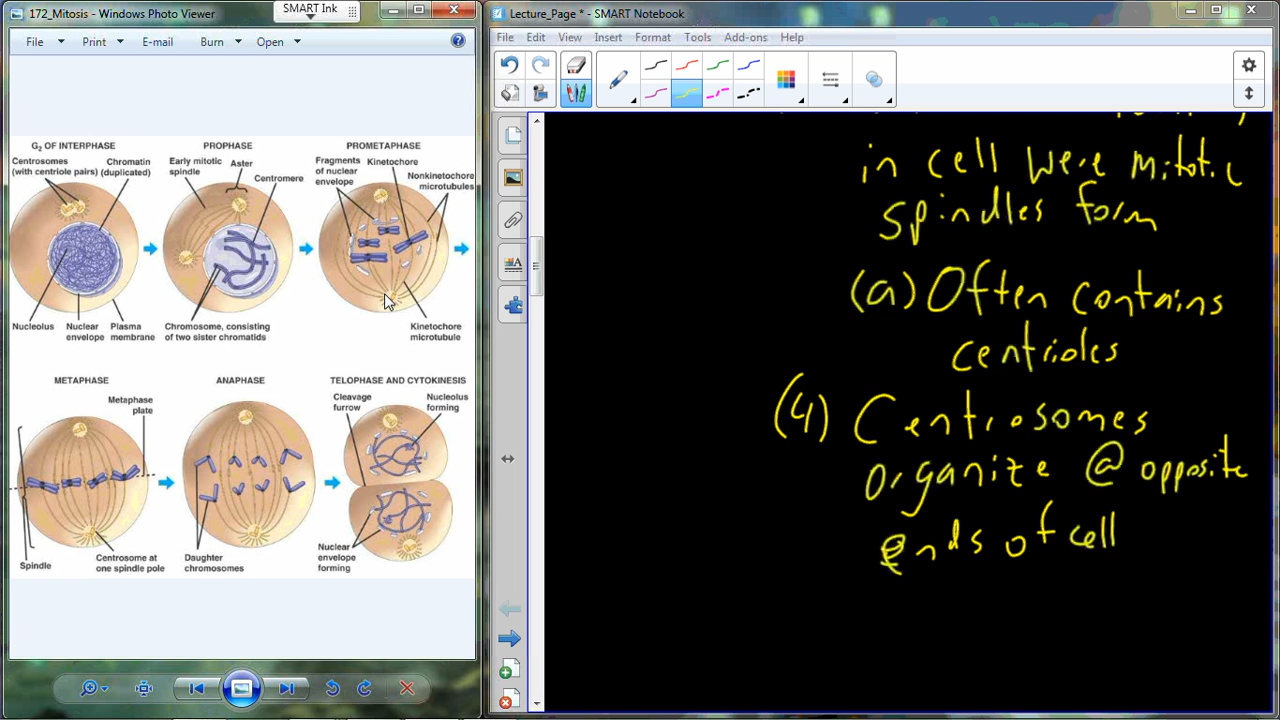 172_Mitosis - Windows Photo Viewer
SMART Ink
File Print E-mail Burn Open
G2 OF INTERPHASE
Centrosomes
(with centriole pairs)
Chromatin
(duplicated)
Nucleolus
Nuclear
envelope
Plasma
membrane
PROPHASE
Early mitotic
spindle
Aster
Centromere
Chromosome, consisting
of two sister chromatids
PROMETAPHASE
Fragments
of nuclear
envelope
Kinetochore
Nonkinetochore
microtubules
Kinetochore
microtubule
METAPHASE
Metaphase
plate
Spindle
Centrosome at
one spindle pole
ANAPHASE
Daughter
chromosomes
TELOPHASE AND CYTOKINESIS
Cleavage
furrow
Nucleolus
forming
Nuclear
envelope
forming
Lecture_Page * - SMART Notebook
File Edit View Insert Format Tools Add-ons Help
in cell were mitotic
spindles form
(a) Often contains
centrioles
(4) Centrosomes
organize @ opposite
ends of cell